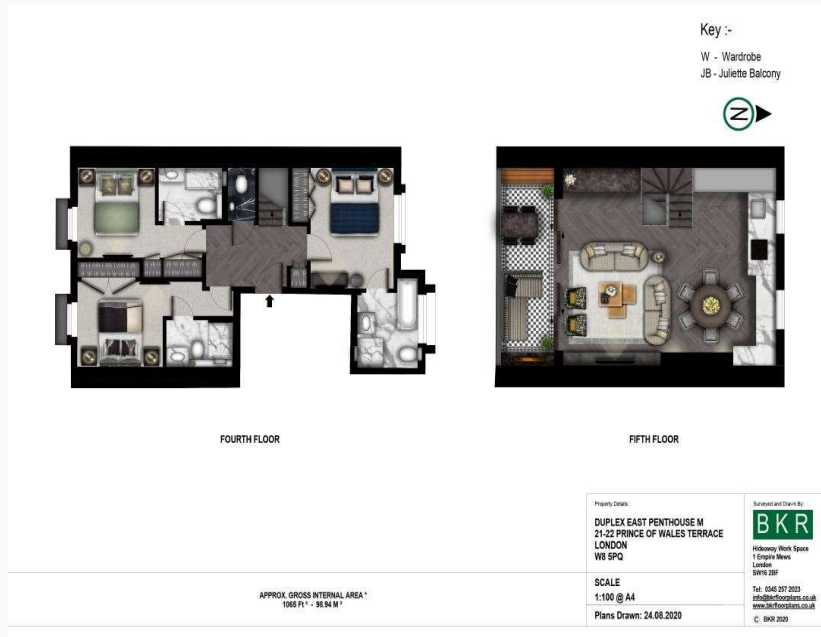 Key :-
W - Wardrobe
JB - Juliette Balcony
N
FOURTH FLOOR
FIFTH FLOOR
Property Details:
DUPLEX EAST PENTHOUSE M
21-22 PRINCE OF WALES TERRACE
LONDON
W8 5PQ
SCALE
1:100 @ A4
Plans Drawn: 24.08.2020
Surveyed and Drawn By:
BKR
Hideaway Work Space
1 Empire Mews
London
SW16 2BF
Tel: 0345 257 2023
info@bkrfloorplans.co.uk
www.bkrfloorplans.co.uk
© BKR 2020
APPROX. GROSS INTERNAL AREA *
1065 Ft ² - 98.94 M ²